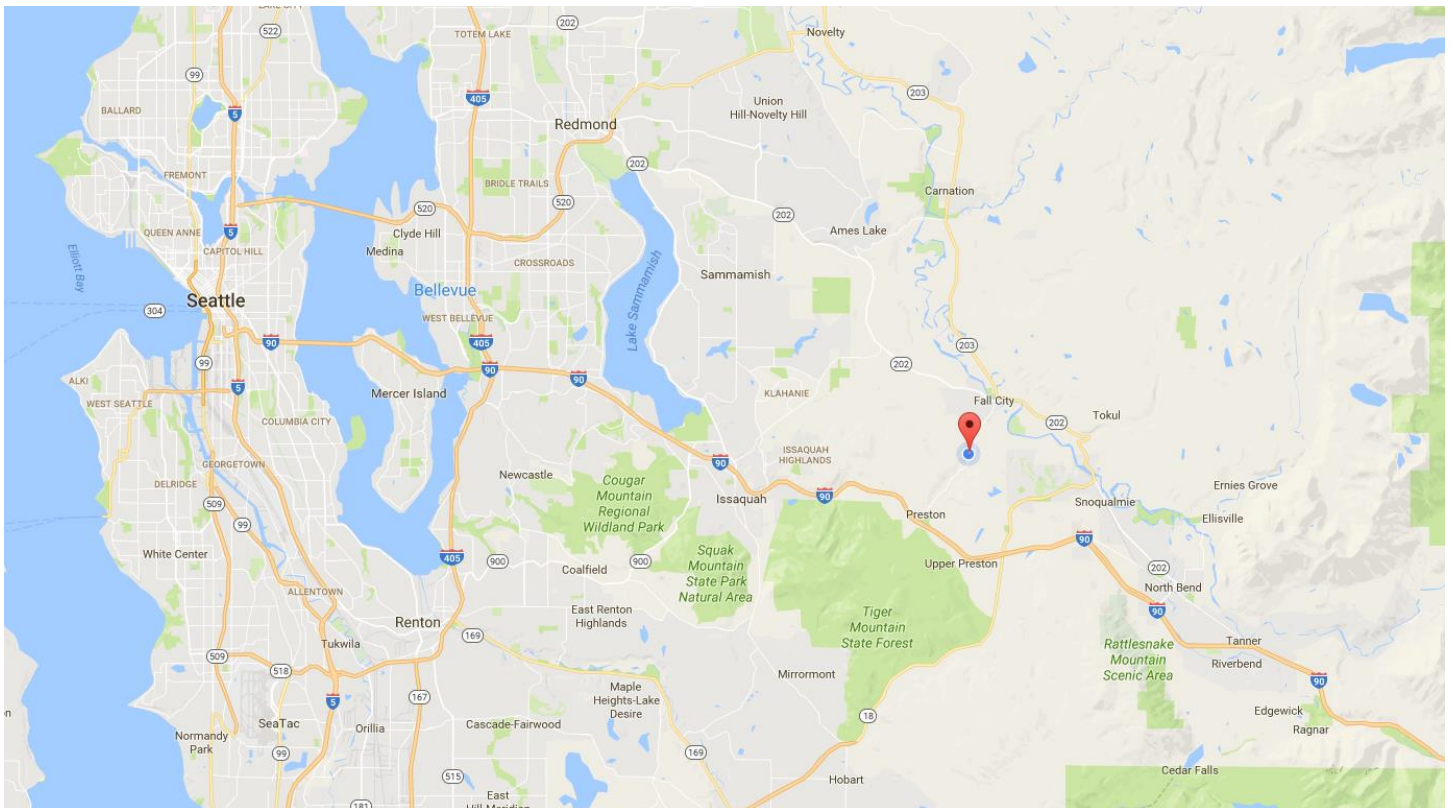 LAKE CITY
522
TOTEM LAKE
202
Novelty
99
405
203
BALLARD
5
Union
Hill-Novelty Hill
Redmond
202
FREMONT
BRIDLE TRAILS
Carnation
520
520
202
QUEEN ANNE
5
Clyde Hill
Ames Lake
CAPITOL HILL
Medina
Elliott Bay
CROSSROADS
Sammamish
Lake Sammamish
Bellevue
Seattle
304
WEST BELLEVUE
90
405
203
99
90
202
90
ALKI
5
Mercer Island
KLAHANIE
Fall City
WEST SEATTLE
COLUMBIA CITY
Tokul
202
ISSAQUAH
HIGHLANDS
GEORGETOWN
90
Newcastle
Cougar
Mountain
Regional
Wildland Park
DELRIDGE
Issaquah
90
Ernies Grove
509
Snoqualmie
99
Preston
Ellisville
90
White Center
405
900
900
Squak
Mountain
State Park
Natural Area
Coalfield
Upper Preston
202
North Bend
ALLENTOWN
90
East Renton
Highlands
Tiger
Mountain
State Forest
Renton
169
Tukwila
Rattlesnake
Mountain
Scenic Area
Tanner
Riverbend
509
518
Mirrormont
90
167
5
Maple
Heights-Lake
Desire
Edgewick
18
SeaTac
Orillia
Cascade-Fairwood
Ragnar
Normandy
Park
99
169
515
Hobart
Cedar Falls
East
Hill-Meridian
181